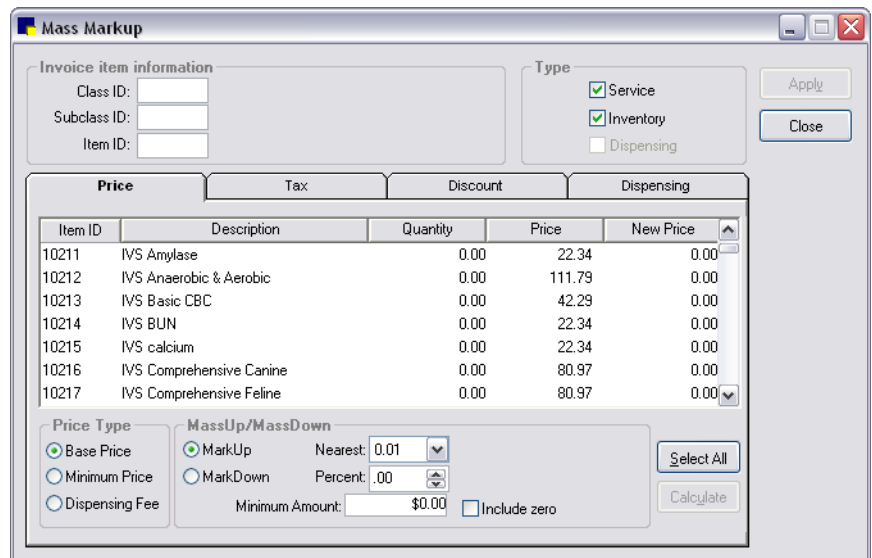 Mass Markup
Invoice item information
Class ID:
Subclass ID:
Item ID:
Type
Service
Inventory
Dispensing
Apply
Close
Price Tax Discount Dispensing
Item ID Description Quantity Price New Price
10211 IVS Amylase 0.00 22.34 0.00
10212 IVS Anaerobic & Aerobic 0.00 111.79 0.00
10213 IVS Basic CBC 0.00 42.29 0.00
10214 IVS BUN 0.00 22.34 0.00
10215 IVS calcium 0.00 22.34 0.00
10216 IVS Comprehensive Canine 0.00 80.97 0.00
10217 IVS Comprehensive Feline 0.00 80.97 0.00
Price Type
Base Price
Minimum Price
Dispensing Fee
MassUp/MassDown
MarkUp Nearest: 0.01
MarkDown Percent: .00
Minimum Amount: $0.00 Include zero
Select All
Calculate